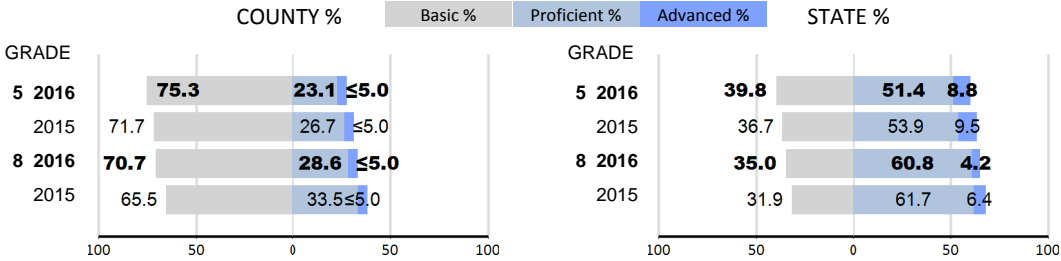 COUNTY % Basic % Proficient % Advanced % STATE %
GRADE GRADE
5 2016 75.3 23.1 ≤5.0 5 2016 39.8 51.4 8.8
2015 71.7 26.7 ≤5.0 2015 36.7 53.9 9.5
8 2016 70.7 28.6 ≤5.0 8 2016 35.0 60.8 4.2
2015 65.5 33.5 ≤5.0 2015 31.9 61.7 6.4
100 50 0 50 100 100 50 0 50 100